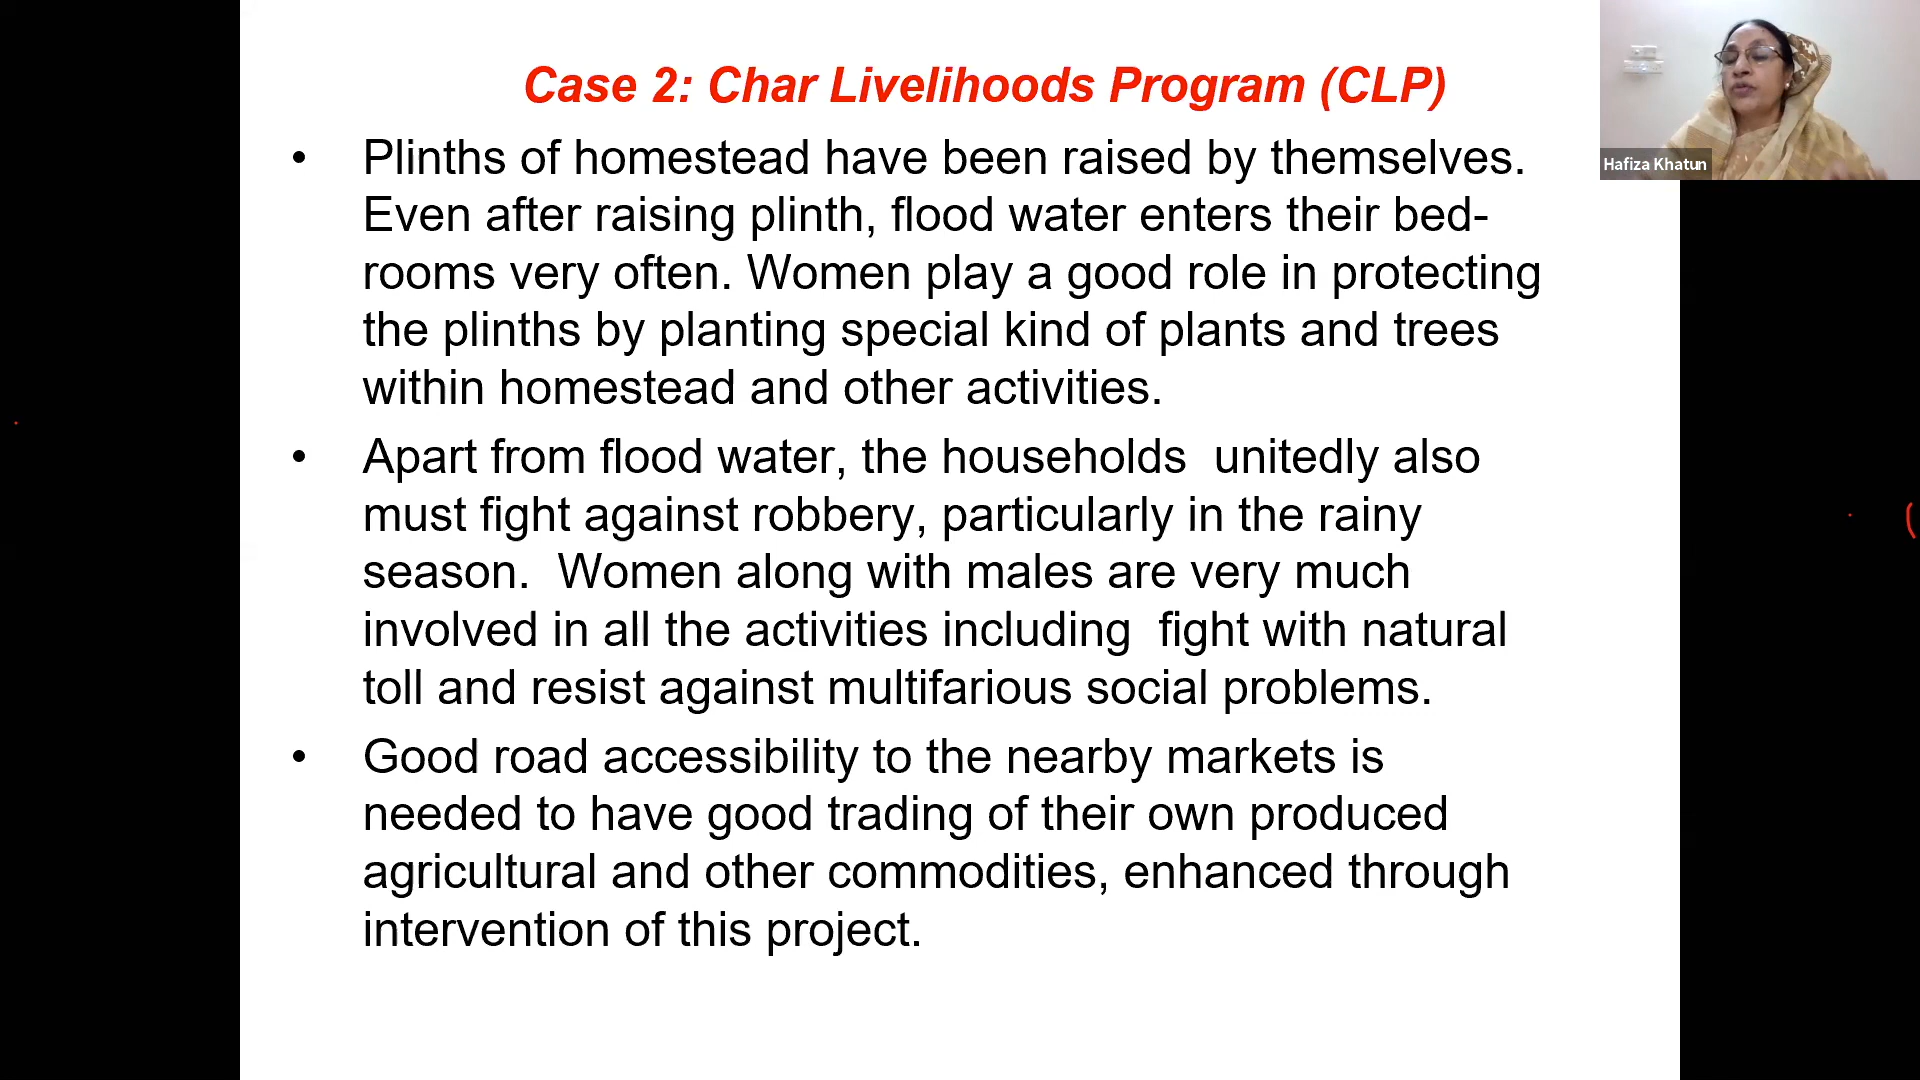 Case 2: Char Livelihoods Program (CLP)
• Plinths of homestead have been raised by themselves.
Even after raising plinth, flood water enters their bed-
rooms very often. Women play a good role in protecting
the plinths by planting special kind of plants and trees
within homestead and other activities.
• Apart from flood water, the households  unitedly also
must fight against robbery, particularly in the rainy
season.  Women along with males are very much
involved in all the activities including  fight with natural
toll and resist against multifarious social problems.
• Good road accessibility to the nearby markets is
needed to have good trading of their own produced
agricultural and other commodities, enhanced through
intervention of this project.
Hafiza Khatun